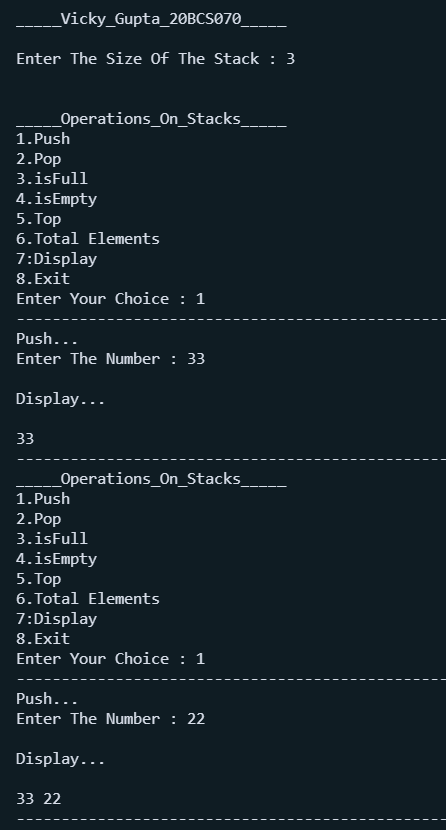 _____Vicky_Gupta_20BCS070_____
Enter The Size Of The Stack : 3
_____Operations_On_Stacks_____
1.Push
2.Pop
3.isFull
4.isEmpty
5.Top
6.Total Elements
7:Display
8.Exit
Enter Your Choice : 1
------------------------------------------------
Push...
Enter The Number : 33
Display...
33
------------------------------------------------
_____Operations_On_Stacks_____
1.Push
2.Pop
3.isFull
4.isEmpty
5.Top
6.Total Elements
7:Display
8.Exit
Enter Your Choice : 1
------------------------------------------------
Push...
Enter The Number : 22
Display...
33 22
------------------------------------------------